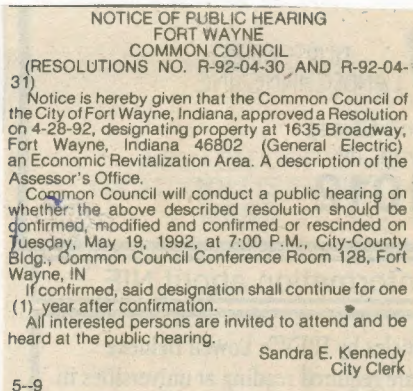 NOTICE OF PUBLIC HEARING
FORT WAYNE
COMMON COUNCIL
(RESOLUTIONS NO. R-92-04-30 AND R-92-04-
31)
Notice is hereby given that the Common Council of
the City of Fort Wayne, Indiana, approved a Resolution
on 4-28-92, designating property at 1635 Broadway,
Fort Wayne, Indiana 46802 (General Electric)
an Economic Revitalization Area. A description of the
Assessor's Office.
Common Council will conduct a public hearing on
whether the above described resolution should be
confirmed, modified and confirmed or rescinded on
Tuesday, May 19, 1992, at 7:00 P.M., City-County
Bldg., Common Council Conference Room 128, Fort
Wayne, IN
If confirmed, said designation shall continue for one
(1) year after confirmation.
All interested persons are invited to attend and be
heard at the public hearing.
Sandra E. Kennedy
City Clerk
5--9